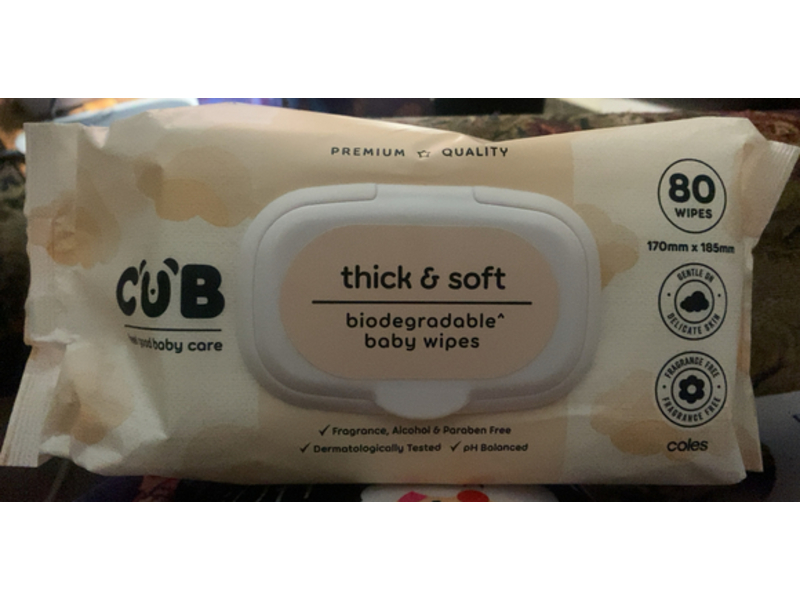 PREMIUM QUALITY
80
WIPES
170mm x 185mm
CUB
baby care
thick & soft
biodegradable^
baby wipes
GENTLE ON
DELICATE SKIN
FRAGRANCE FREE
FRAGRANCE FREE
✓ Fragrance, Alcohol & Paraben Free
✓ Dermatologically Tested ✓ pH Balanced
coles